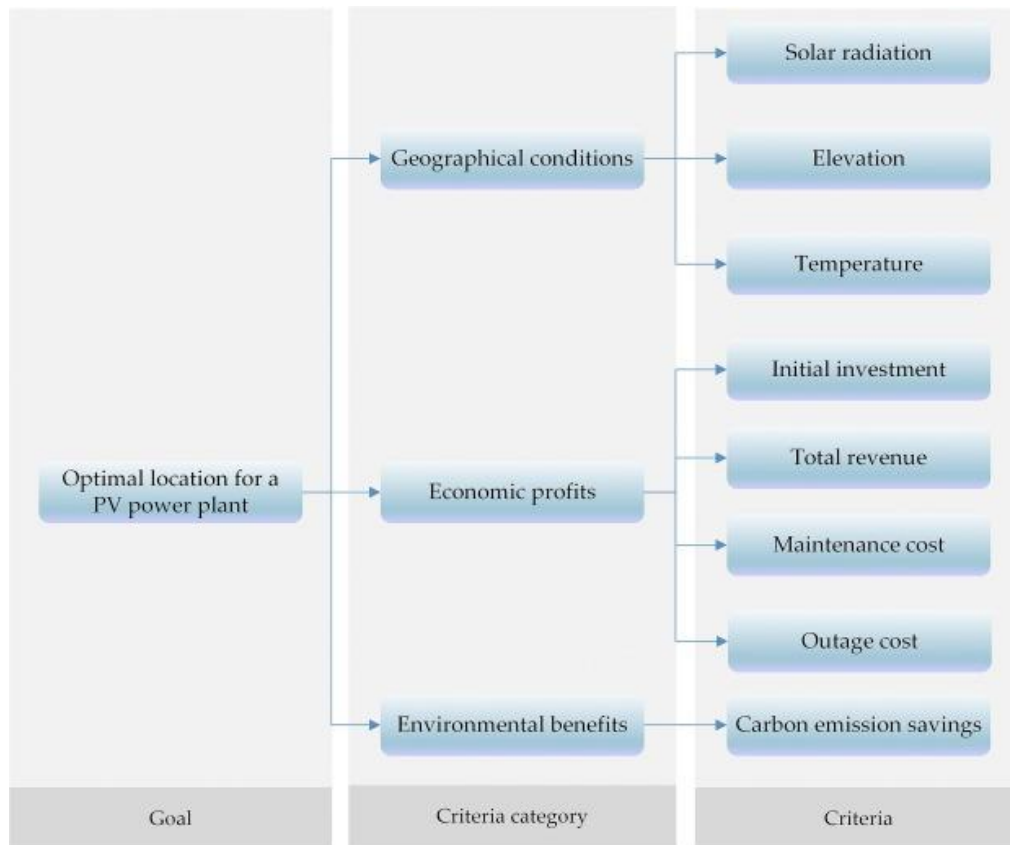 Solar radiation
Geographical conditions
Elevation
Temperature
Initial investment
Optimal location for a
PV power plant
Economic profits
Total revenue
Maintenance cost
Outage cost
Environmental benefits
Carbon emission savings
Goal
Criteria category
Criteria